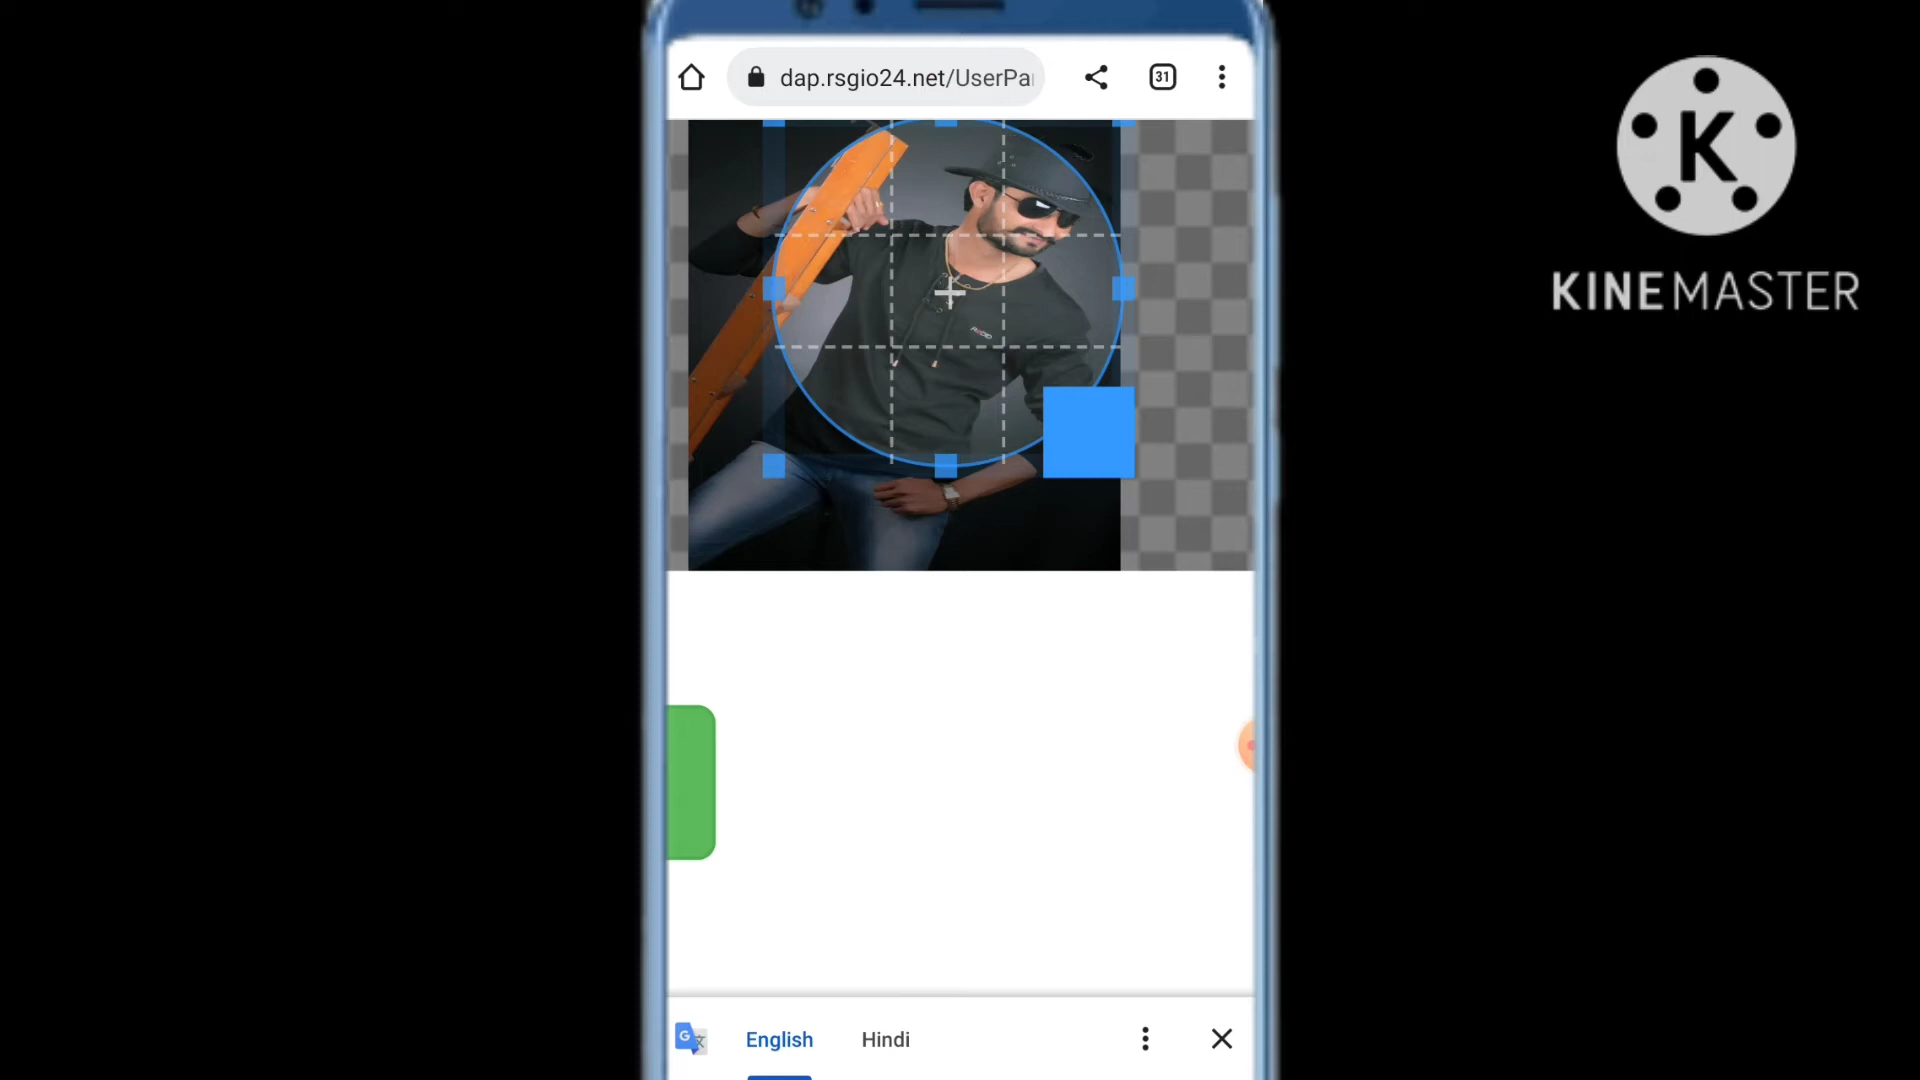 dap.rsgio24.net/UserPa
31
K
KINEMASTER
English
Hindi